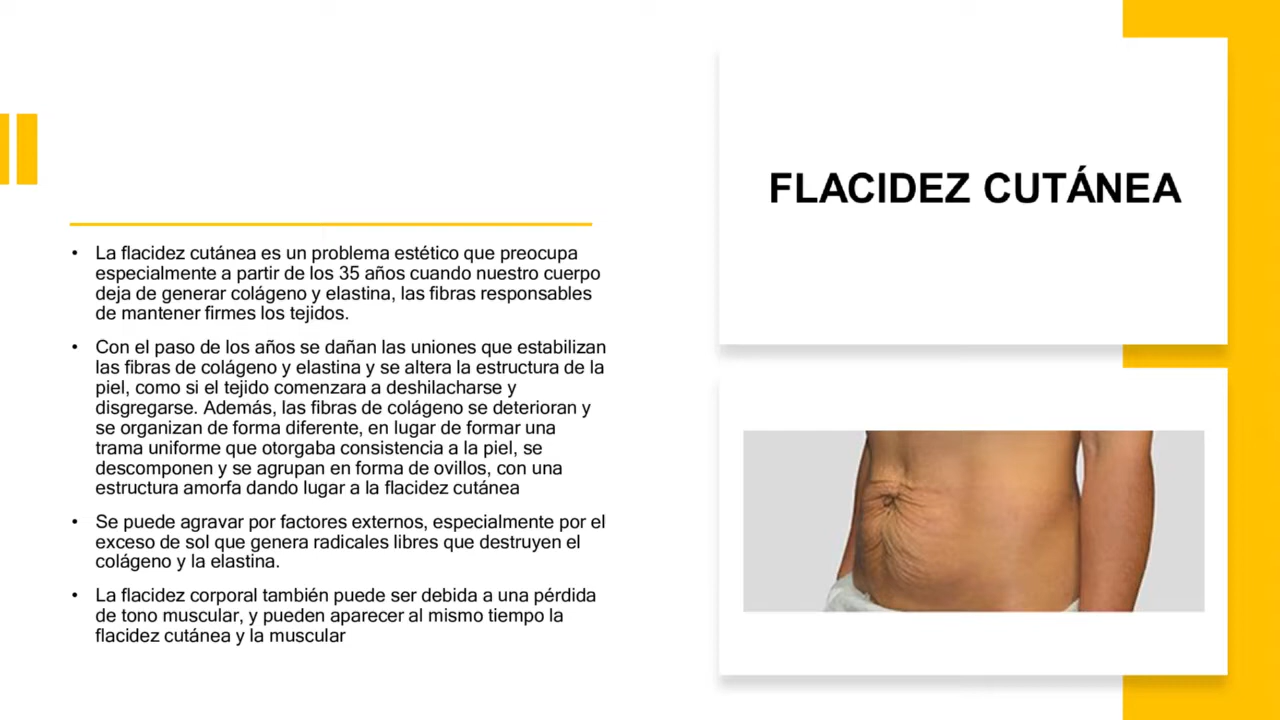 FLACIDEZ CUTÁNEA
• La flacidez cutánea es un problema estético que preocupa
especialmente a partir de los 35 años cuando nuestro cuerpo
deja de generar colágeno y elastina, las fibras responsables
de mantener firmes los tejidos.
• Con el paso de los años se dañan las uniones que estabilizan
las fibras de colágeno y elastina y se altera la estructura de la
piel, como si el tejido comenzara a deshilacharse y
disgregarse. Además, las fibras de colágeno se deterioran y
se organizan de forma diferente, en lugar de formar una
trama uniforme que otorgaba consistencia a la piel, se
descomponen y se agrupan en forma de ovillos, con una
estructura amorfa dando lugar a la flacidez cutánea
• Se puede agravar por factores externos, especialmente por el
exceso de sol que genera radicales libres que destruyen el
colágeno y la elastina.
• La flacidez corporal también puede ser debida a una pérdida
de tono muscular, y pueden aparecer al mismo tiempo la
flacidez cutánea y la muscular